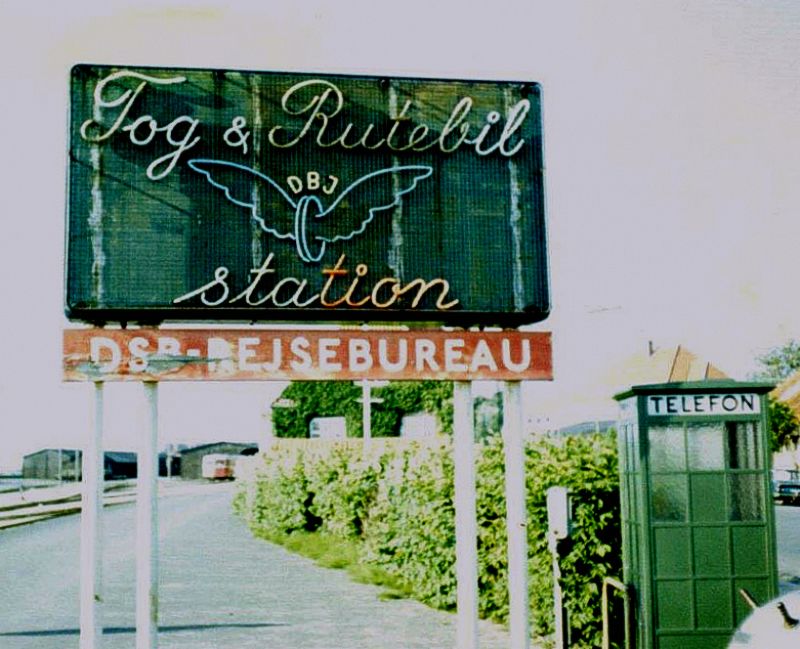 Tog & Rutebil
DBJ
station
DSB-REJSEBUREAU
TELEFON